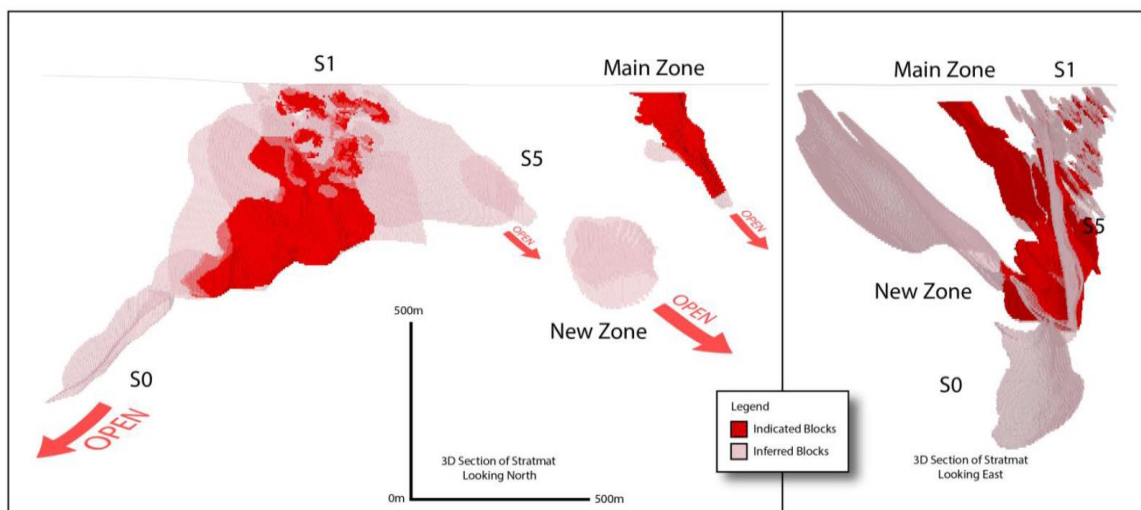 S1
Main Zone
S5
OPEN
OPEN
New Zone
OPEN
S0
OPEN
500m
3D Section of Stratmat
Looking North
0m
500m
Main Zone
S1
S5
New Zone
S0
Legend
Indicated Blocks
Inferred Blocks
3D Section of Stratmat
Looking East